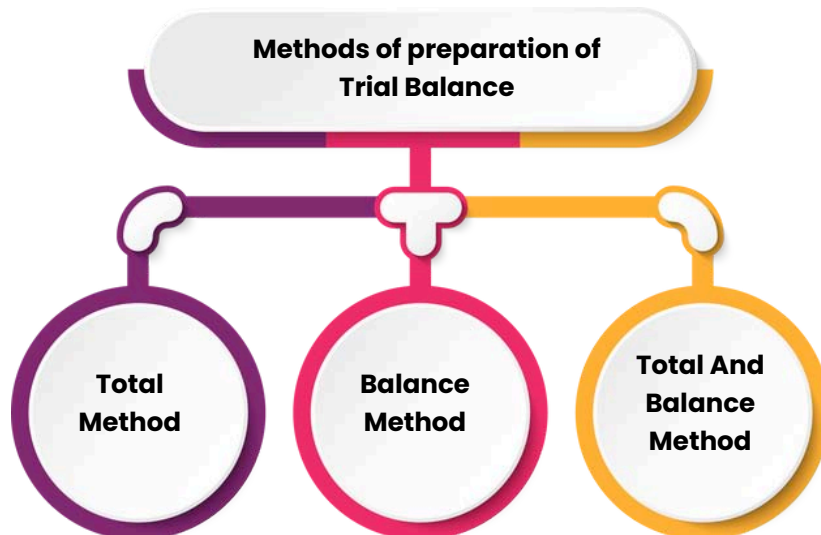 Methods of preparation of
Trial Balance
Total
Method
Balance
Method
Total And
Balance
Method